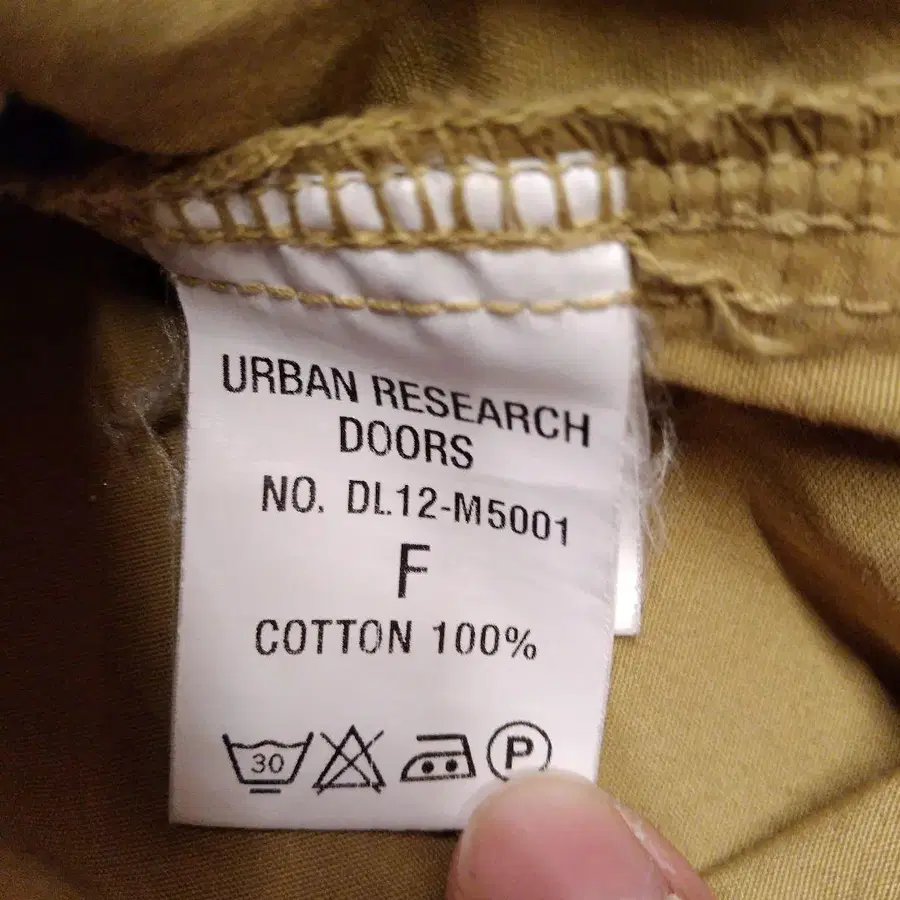 URBAN RESEARCH
DOORS
NO. DL12-M5001
F
COTTON 100%
30 P